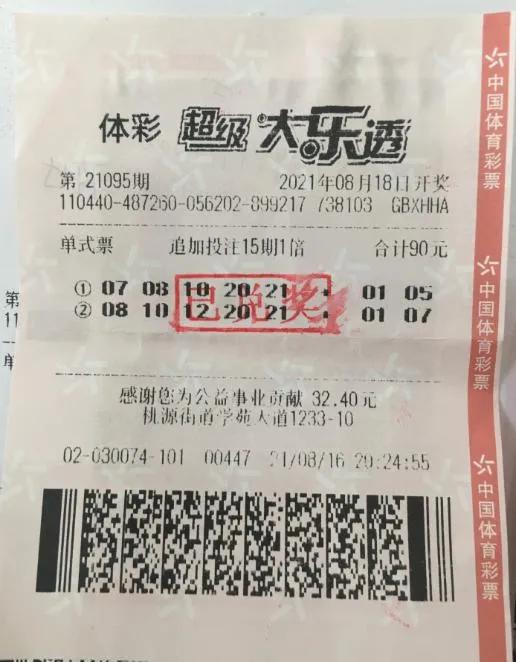 体彩 超级大乐透
第 21095期 2021年08月18日开奖
110440-487260-056202-899217 738103 GBXHHA
单式票 追加投注15期1倍 合计90元
① 07 08 10 20 21 + 01 05
② 08 10 12 20 21 + 01 07
已兑奖
感谢您为公益事业贡献 32.40元
桃源街道学苑大道1233-10
02-030074-101 00447 21/08/16 20:24:55
中国体育彩票
中国体育彩票
中国体育彩票
第
11
单